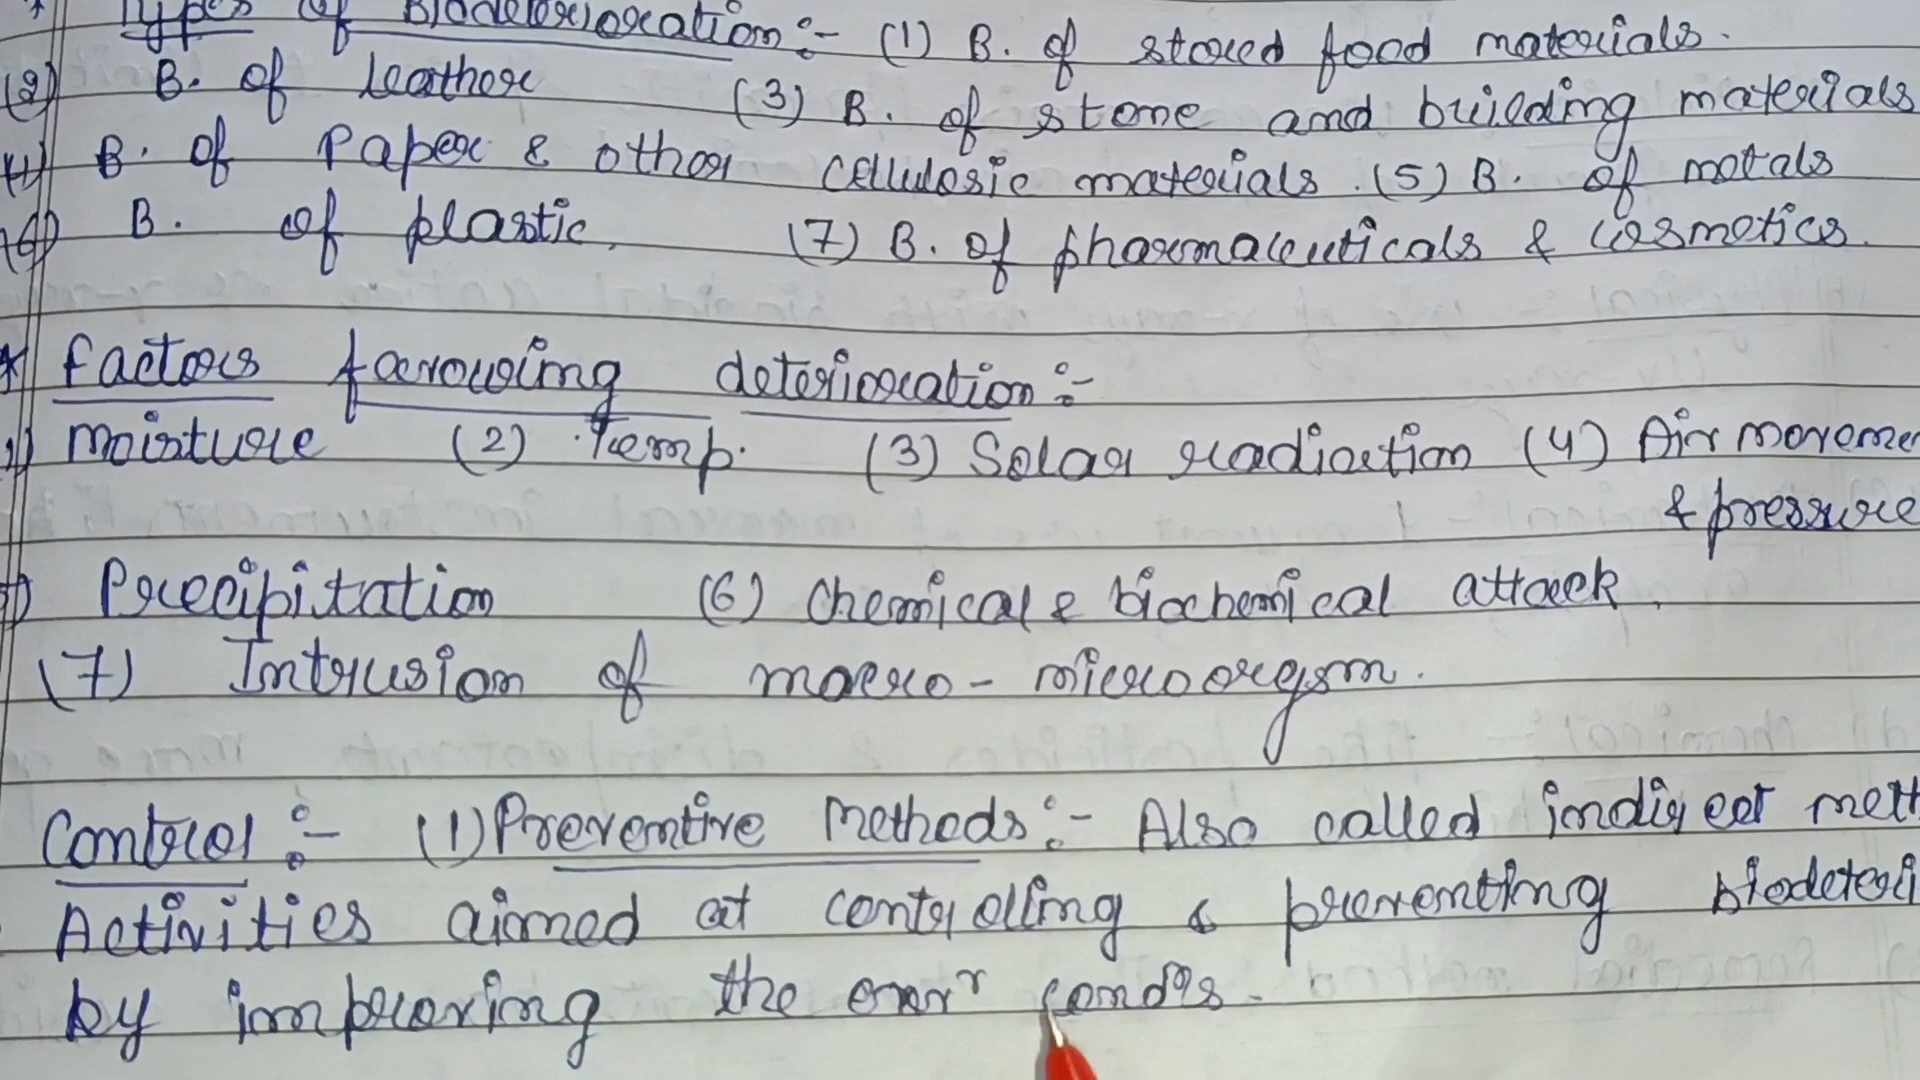 Types of Biodeterioration :- (1) B. of stored food materials.
(2) B. of leather (3) B. of stone and building materials
(4) B. of Paper & other cellulosic materials. (5) B. of metals
(6) B. of plastic. (7) B. of pharmaceuticals & cosmetics.
* Factors favouring deterioration :-
1) Moisture (2) Temp. (3) Solar radiation (4) Air moveme
& pressure
5) Precipitation (6) Chemical & biochemical attack.
(7) Intrusion of macro-microorgsm.
Control :- (1) Preventive Methods :- Also called indirect meth
Activities aimed at controlling & preventing biodeteri
by improving the envr conds.